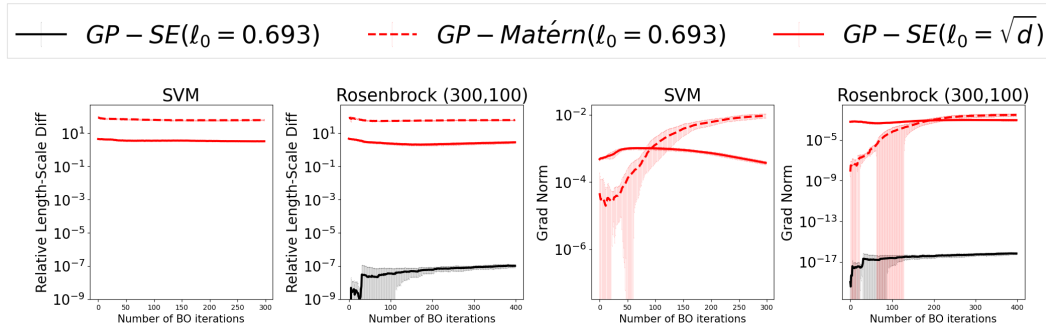 GP − SE(ℓ₀ = 0.693) GP − Matérn(ℓ₀ = 0.693) GP − SE(ℓ₀ = √d)
SVM
Relative Length-Scale Diff
10¹
10⁻¹
10⁻³
10⁻⁵
10⁻⁷
10⁻⁹
0 50 100 150 200 250 300
Number of BO iterations
Rosenbrock (300,100)
Relative Length-Scale Diff
10¹
10⁻¹
10⁻³
10⁻⁵
10⁻⁷
10⁻⁹
0 100 200 300 400
Number of BO iterations
SVM
Grad Norm
10⁻²
10⁻⁴
10⁻⁶
0 50 100 150 200 250 300
Number of BO iterations
Rosenbrock (300,100)
Grad Norm
10⁻¹
10⁻⁵
10⁻⁹
10⁻¹³
10⁻¹⁷
0 100 200 300 400
Number of BO iterations